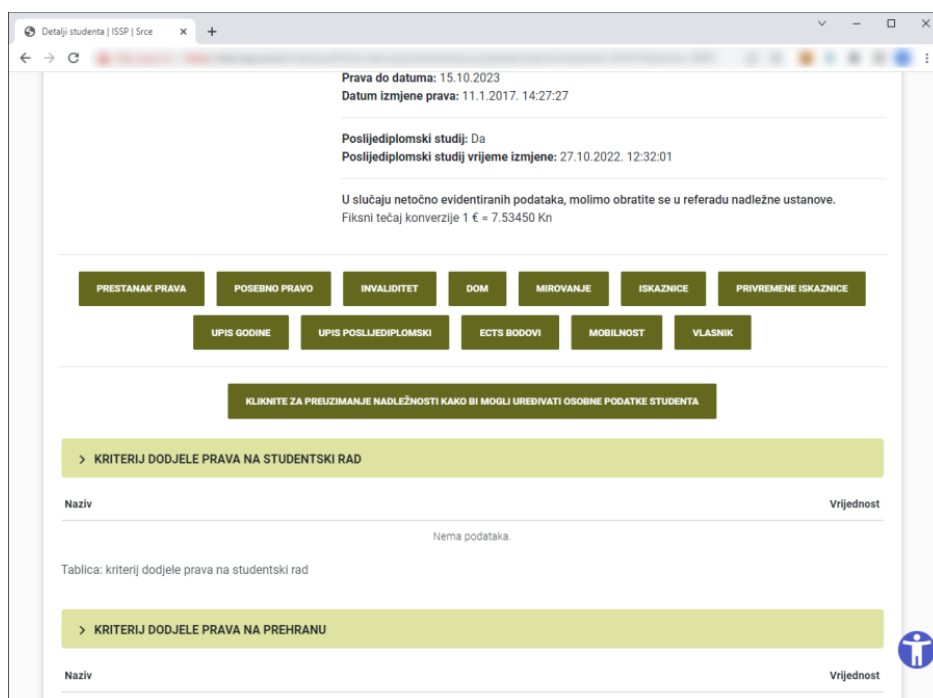 Detalji studenta | ISSP | Srce
Prava do datuma: 15.10.2023
Datum izmjene prava: 11.1.2017. 14:27:27
Poslijediplomski studij: Da
Poslijediplomski studij vrijeme izmjene: 27.10.2022. 12:32:01
U slučaju netočno evidentiranih podataka, molimo obratite se u referadu nadležne ustanove.
Fiksni tečaj konverzije 1 € = 7.53450 Kn
PRESTANAK PRAVA POSEBNO PRAVO INVALIDITET DOM MIROVANJE ISKAZNICE PRIVREMENE ISKAZNICE
UPIS GODINE UPIS POSLIJEDIPLOMSKI ECTS BODOVI MOBILNOST VLASNIK
KLIKNITE ZA PREUZIMANJE NADLEŽNOSTI KAKO BI MOGLI UREĐIVATI OSOBNE PODATKE STUDENTA
KRITERIJ DODJELE PRAVA NA STUDENTSKI RAD
Naziv Vrijednost
Nema podataka.
Tablica: kriterij dodjele prava na studentski rad
KRITERIJ DODJELE PRAVA NA PREHRANU
Naziv Vrijednost